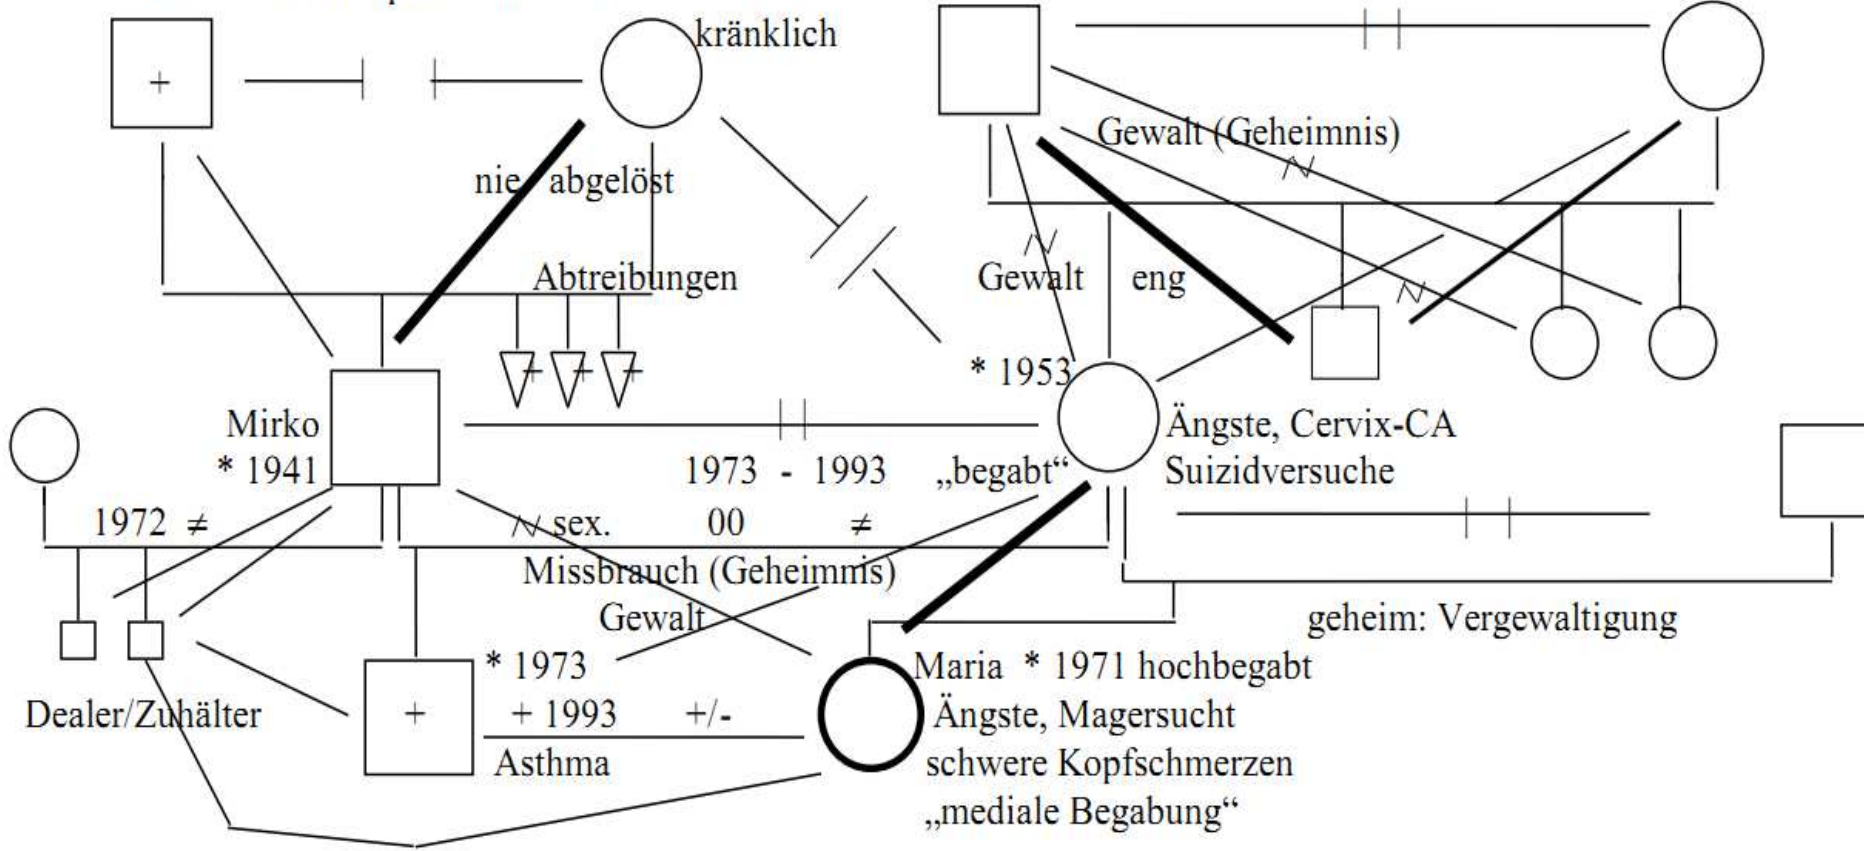 kränklich
+
Gewalt (Geheimnis)
nie abgelöst
Abtreibungen
Gewalt eng
* 1953
+ + +
Mirko
* 1941
Ängste, Cervix-CA
Suizidversuche
1973 - 1993 „begabt“
1972 ≠
sex. 00 ≠
Missbrauch (Geheimnis)
Gewalt
geheim: Vergewaltigung
* 1973
Maria * 1971 hochbegabt
Dealer/Zuhälter
+
+ 1993 +/-
Ängste, Magersucht
Asthma
schwere Kopfschmerzen
„mediale Begabung“